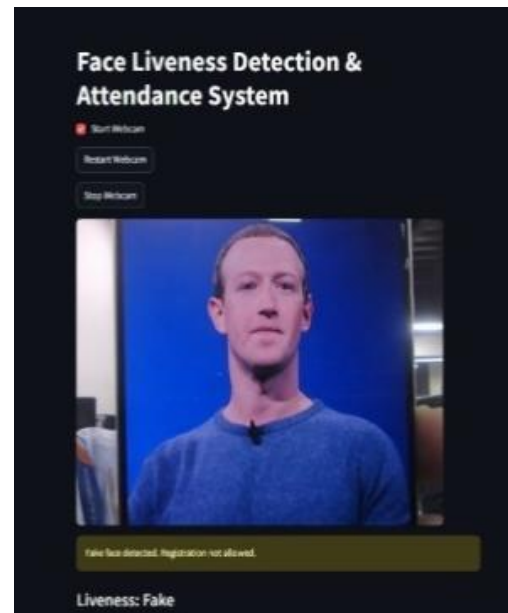 Face Liveness Detection &
Attendance System
Start Webcam
Restart Webcam
Stop Webcam
Fake face detected. Registration not allowed.
Liveness: Fake